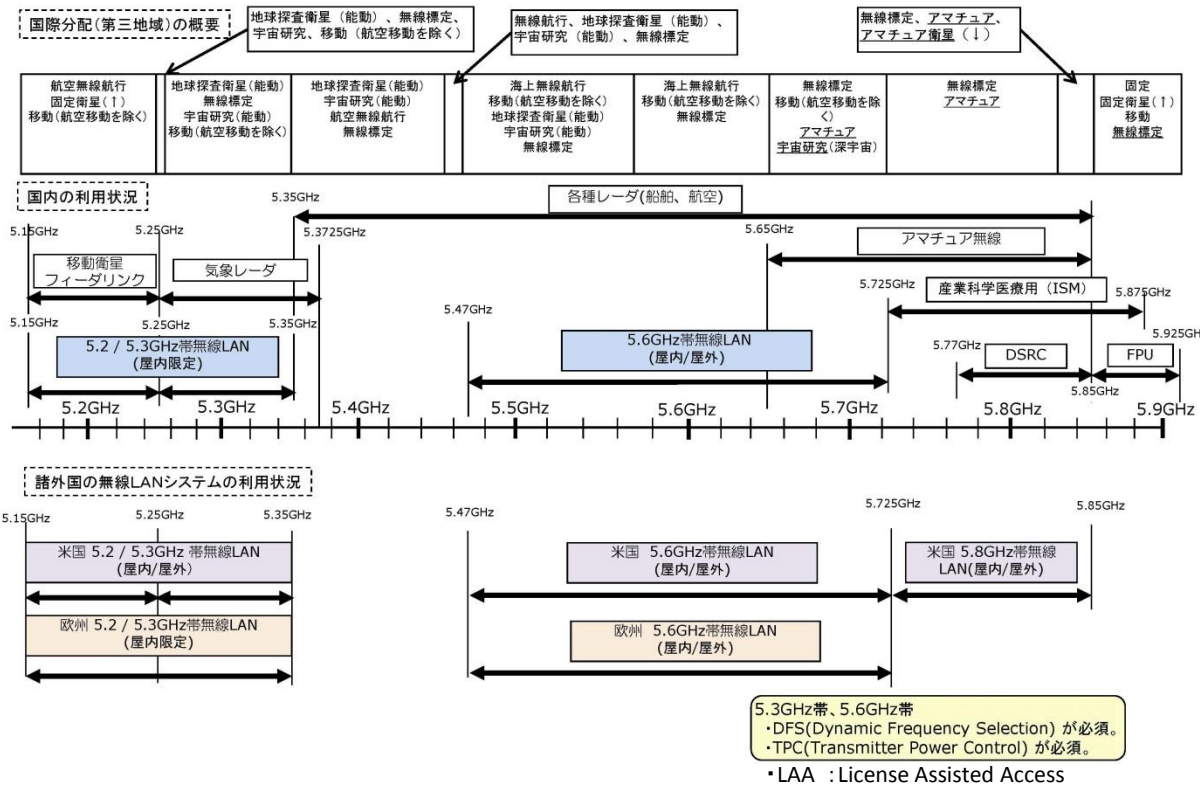 国際分配(第三地域)の概要
地球探査衛星(能動)、無線標定、
宇宙研究、移動(航空移動を除く)
無線航行、地球探査衛星(能動)、
宇宙研究(能動)、無線標定
無線標定、アマチュア、
アマチュア衛星(↓)
航空無線航行
固定衛星(↑)
移動(航空移動を除く)
地球探査衛星(能動)
無線標定
宇宙研究(能動)
移動(航空移動を除く)
地球探査衛星(能動)
宇宙研究(能動)
航空無線航行
無線標定
海上無線航行
移動(航空移動を除く)
地球探査衛星(能動)
宇宙研究(能動)
無線標定
海上無線航行
移動(航空移動を除く)
無線標定
無線標定
移動(航空移動を除
く)
アマチュア
宇宙研究(深宇宙)
無線標定
アマチュア
固定
固定衛星(↑)
移動
無線標定
国内の利用状況
5.35GHz
各種レーダ(船舶、航空)
5.15GHz
5.25GHz
5.3725GHz
5.65GHz
アマチュア無線
移動衛星
フィーダリンク
気象レーダ
5.725GHz
産業科学医療用(ISM)
5.875GHz
5.15GHz
5.25GHz
5.35GHz
5.47GHz
5.925GHz
5.2 / 5.3GHz帯無線LAN
(屋内限定)
5.6GHz帯無線LAN
(屋内/屋外)
5.77GHz
DSRC
FPU
5.85GHz
5.2GHz
5.3GHz
5.4GHz
5.5GHz
5.6GHz
5.7GHz
5.8GHz
5.9GHz
諸外国の無線LANシステムの利用状況
5.15GHz
5.25GHz
5.35GHz
5.47GHz
5.725GHz
5.85GHz
米国 5.2 / 5.3GHz 帯無線LAN
(屋内/屋外)
米国 5.6GHz帯無線LAN
(屋内/屋外)
米国 5.8GHz帯無線
LAN(屋内/屋外)
欧州 5.2 / 5.3GHz帯無線LAN
(屋内限定)
欧州 5.6GHz帯無線LAN
(屋内/屋外)
5.3GHz帯、5.6GHz帯
・DFS(Dynamic Frequency Selection) が必須。
・TPC(Transmitter Power Control) が必須。
・LAA :License Assisted Access